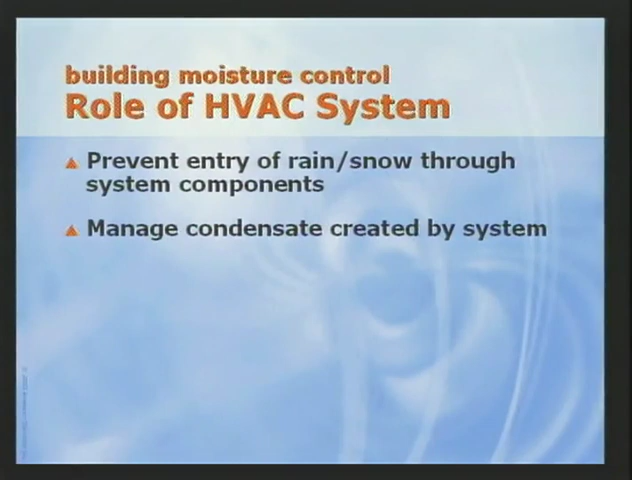 building moisture control
Role of HVAC System
Prevent entry of rain/snow through
system components
Manage condensate created by system